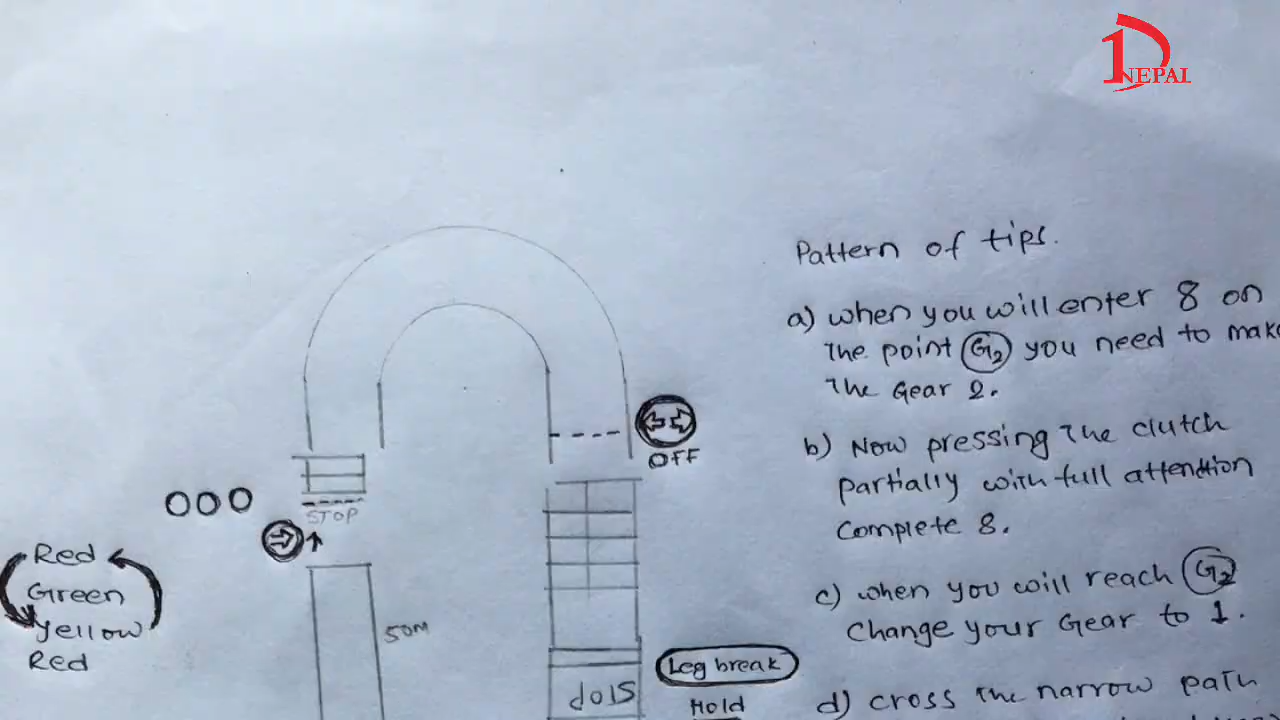 1D NEPAL
Pattern of tips.
a) when you will enter 8 on
the point G2 you need to make
the Gear 2.
b) Now pressing the clutch
partially with full attention
complete 8.
c) when you will reach G2
change your Gear to 1.
d) cross the narrow path
OFF
STOP
Red
Green
Yellow
Red
50M
Leg break
Hold
STOP